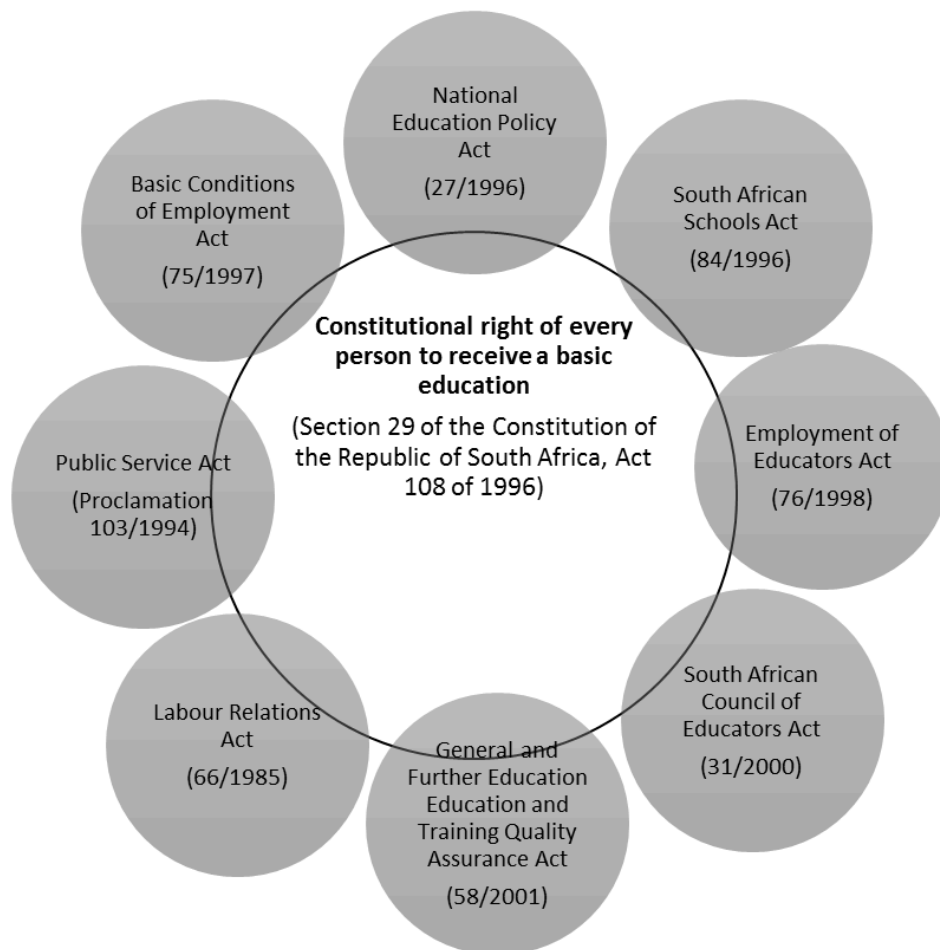 National
Education Policy
Act
(27/1996)
South African
Schools Act
(84/1996)
Employment of
Educators Act
(76/1998)
South African
Council of
Educators Act
(31/2000)
General and
Further Education
Education and
Training Quality
Assurance Act
(58/2001)
Labour Relations
Act
(66/1985)
Public Service Act
(Proclamation
103/1994)
Basic Conditions
of Employment
Act
(75/1997)
Constitutional right of every
person to receive a basic
education
(Section 29 of the Constitution of
the Republic of South Africa, Act
108 of 1996)